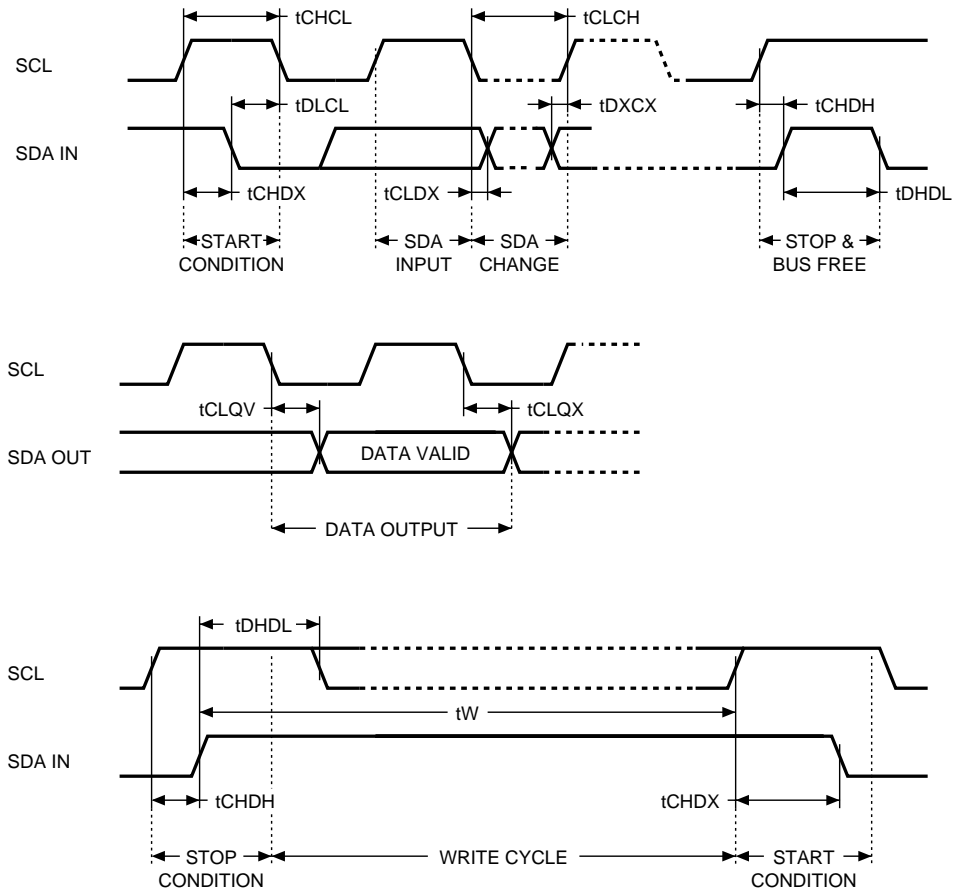 tCHCL
tCLCH
SCL
tDLCL
tDXCX
tCHDH
SDA IN
tCHDX
tCLDX
tDHDL
START
CONDITION
SDA
INPUT
SDA
CHANGE
STOP &
BUS FREE
SCL
tCLQV
tCLQX
SDA OUT
DATA VALID
DATA OUTPUT
tDHDL
SCL
tW
SDA IN
tCHDH
tCHDX
STOP
CONDITION
WRITE CYCLE
START
CONDITION